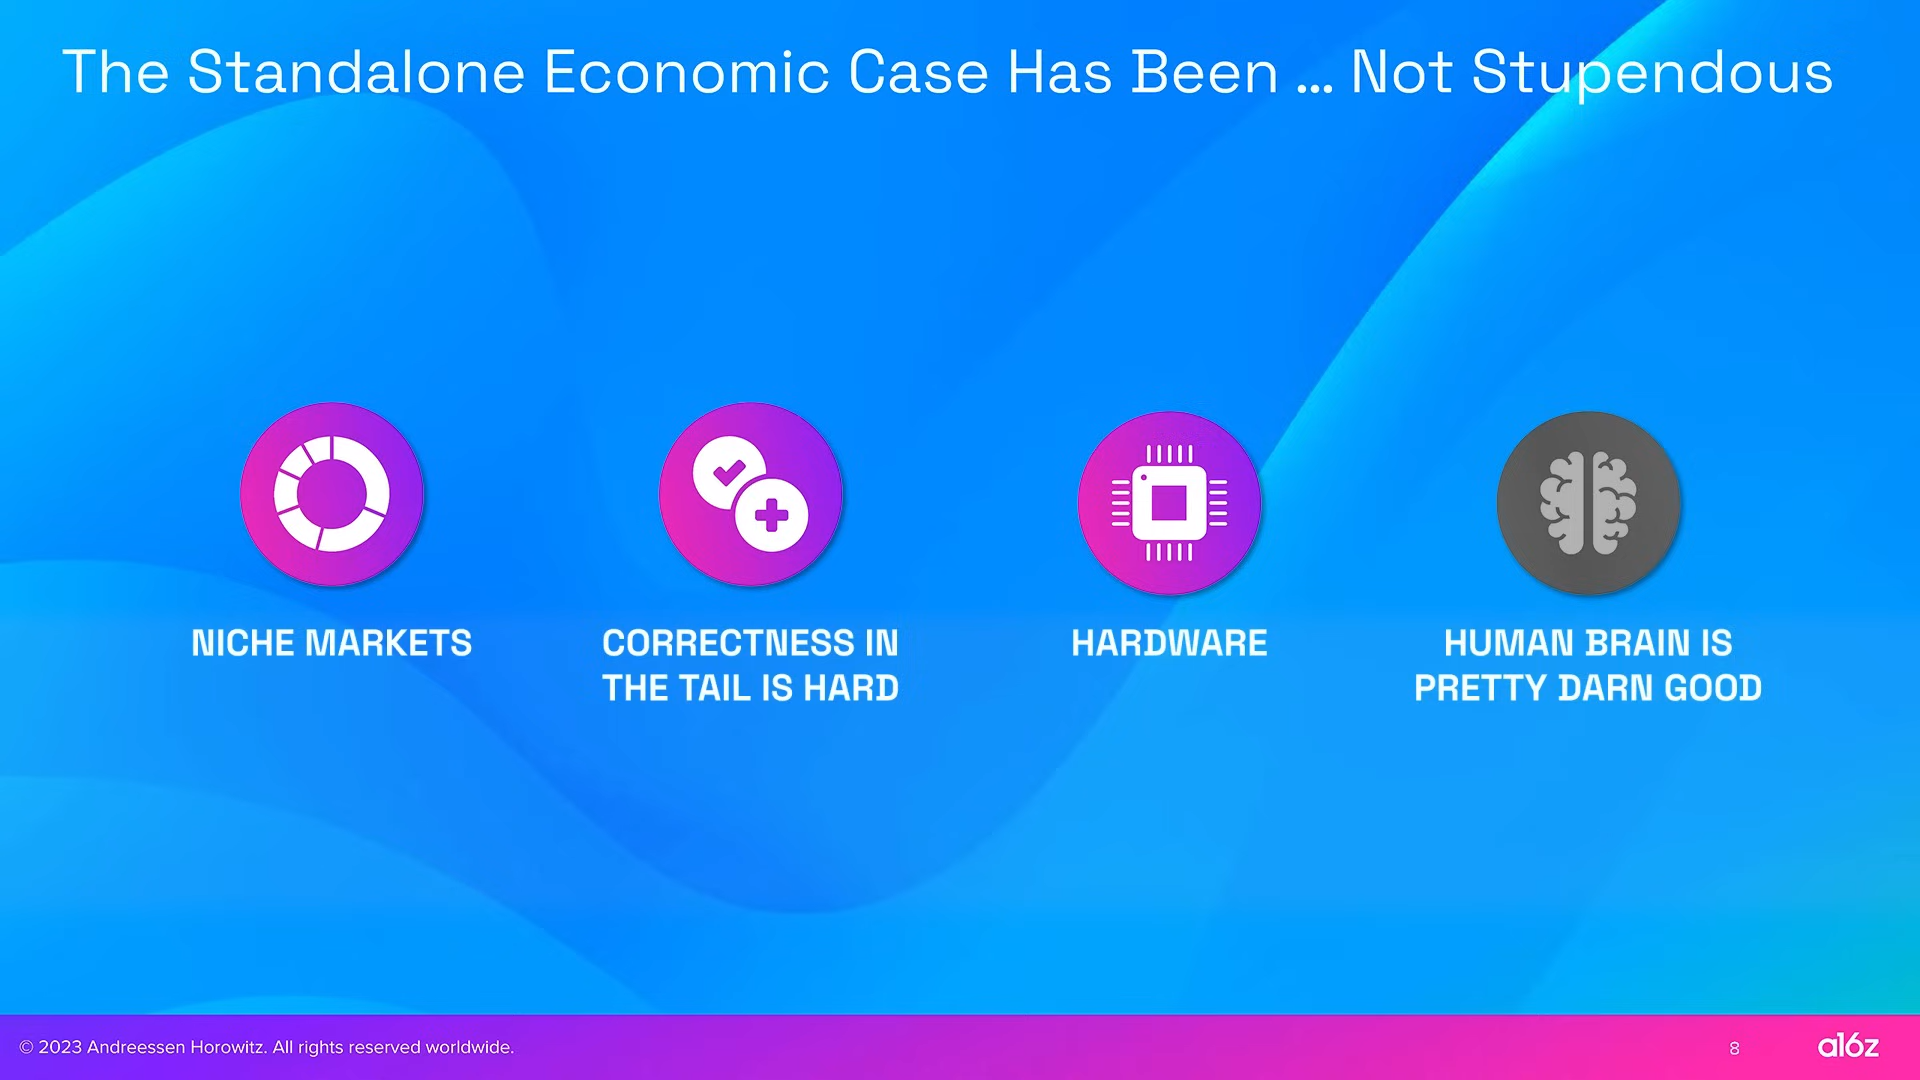 The Standalone Economic Case Has Been ... Not Stupendous
NICHE MARKETS
CORRECTNESS IN
THE TAIL IS HARD
HARDWARE
HUMAN BRAIN IS
PRETTY DARN GOOD
© 2023 Andreessen Horowitz. All rights reserved worldwide.
8
a16z